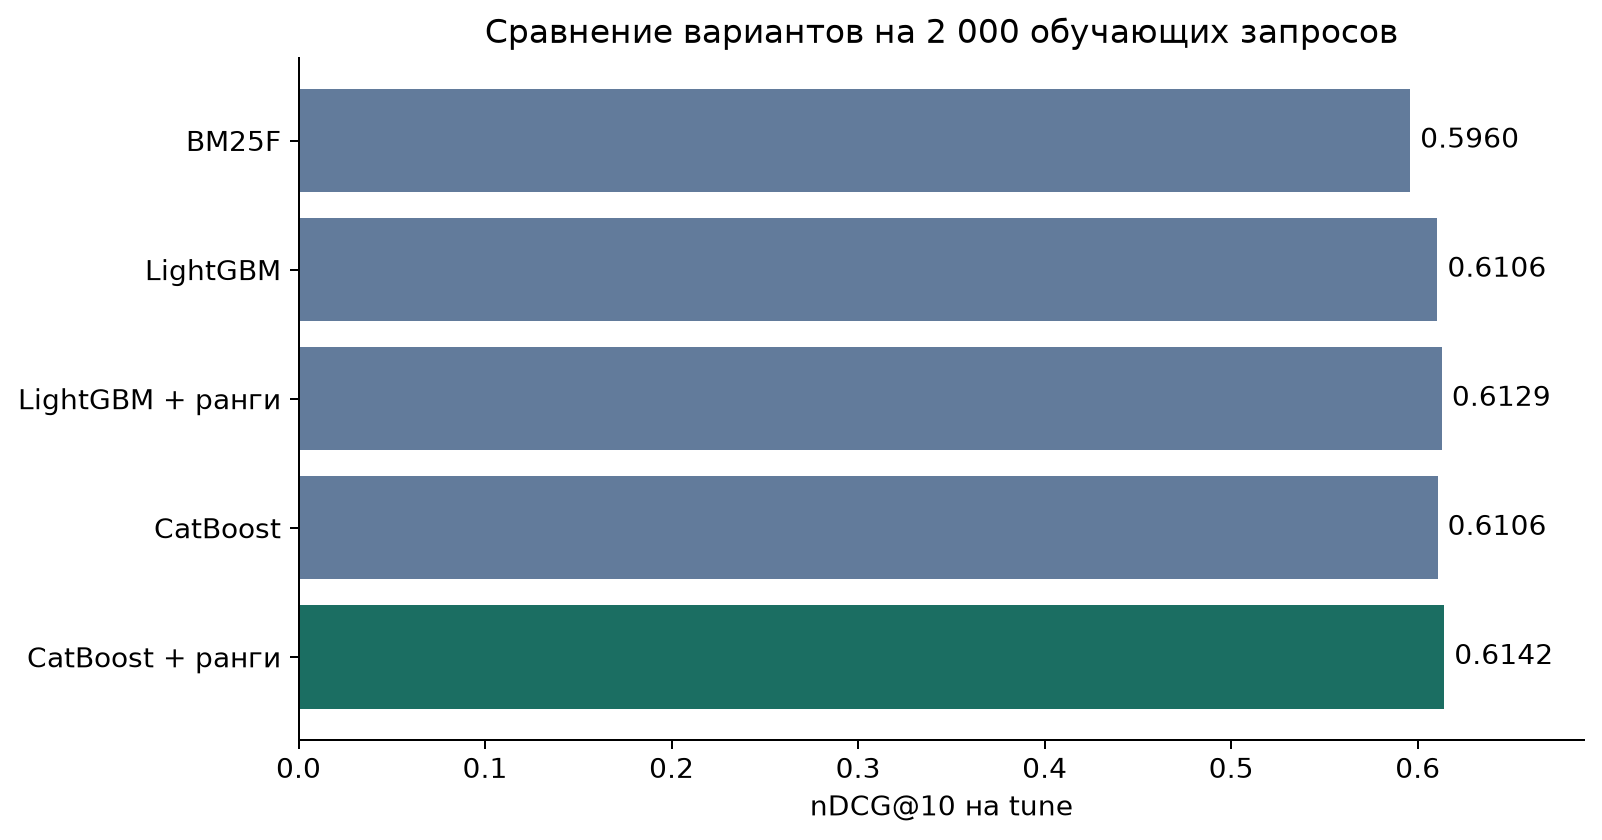 Сравнение вариантов на 2 000 обучающих запросов
BM25F
0.5960
LightGBM
0.6106
LightGBM + ранги
0.6129
CatBoost
0.6106
CatBoost + ранги
0.6142
0.0 0.1 0.2 0.3 0.4 0.5 0.6
nDCG@10 на tune